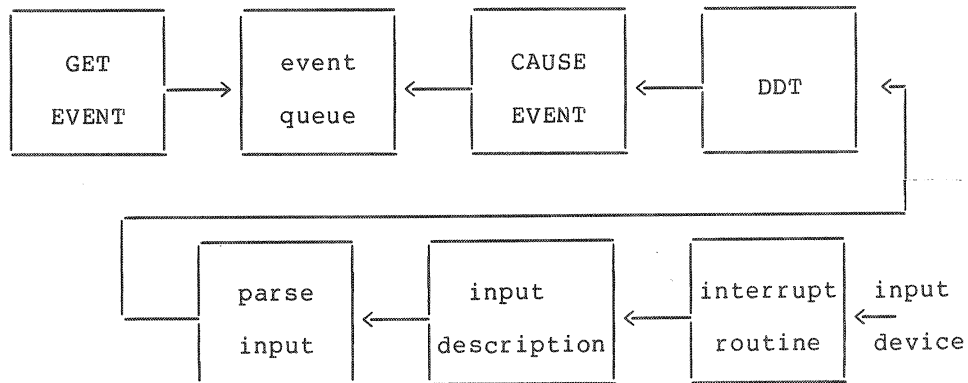 GET
EVENT
event
queue
CAUSE
EVENT
DDT
parse
input
input
description
interrupt
routine
input
device